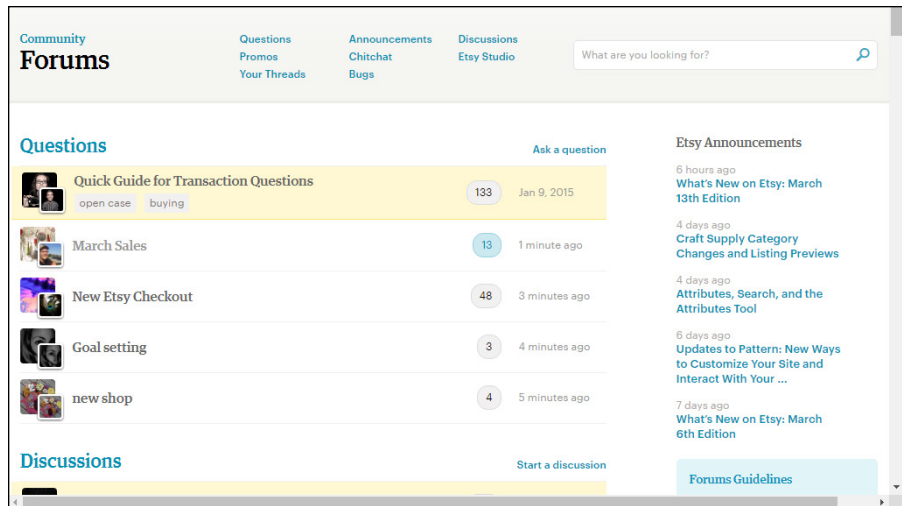 Community
Forums
Questions
Promos
Your Threads
Announcements
Chitchat
Bugs
Discussions
Etsy Studio
What are you looking for?
Questions
Ask a question
Quick Guide for Transaction Questions
open case buying
133
Jan 9, 2015
March Sales
13
1 minute ago
New Etsy Checkout
48
3 minutes ago
Goal setting
3
4 minutes ago
new shop
4
5 minutes ago
Discussions
Start a discussion
Etsy Announcements
6 hours ago
What's New on Etsy: March
13th Edition
4 days ago
Craft Supply Category
Changes and Listing Previews
4 days ago
Attributes, Search, and the
Attributes Tool
6 days ago
Updates to Pattern: New Ways
to Customize Your Site and
Interact With Your ...
7 days ago
What's New on Etsy: March
6th Edition
Forums Guidelines